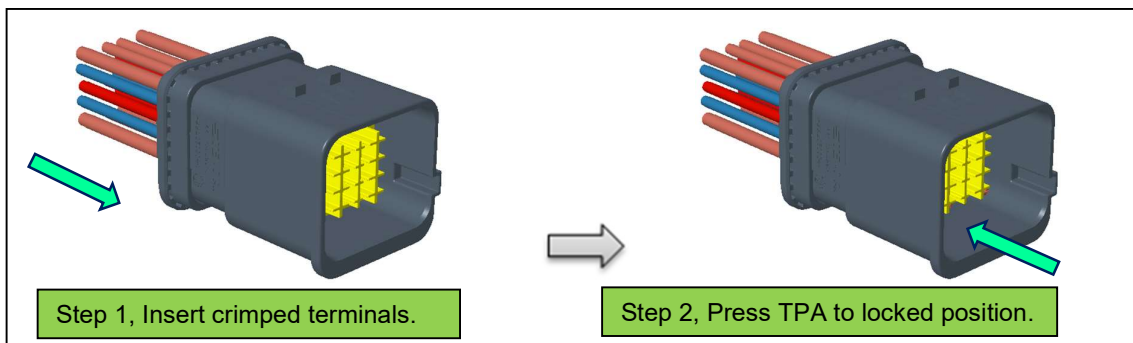 Step 1, Insert crimped terminals.
Step 2, Press TPA to locked position.